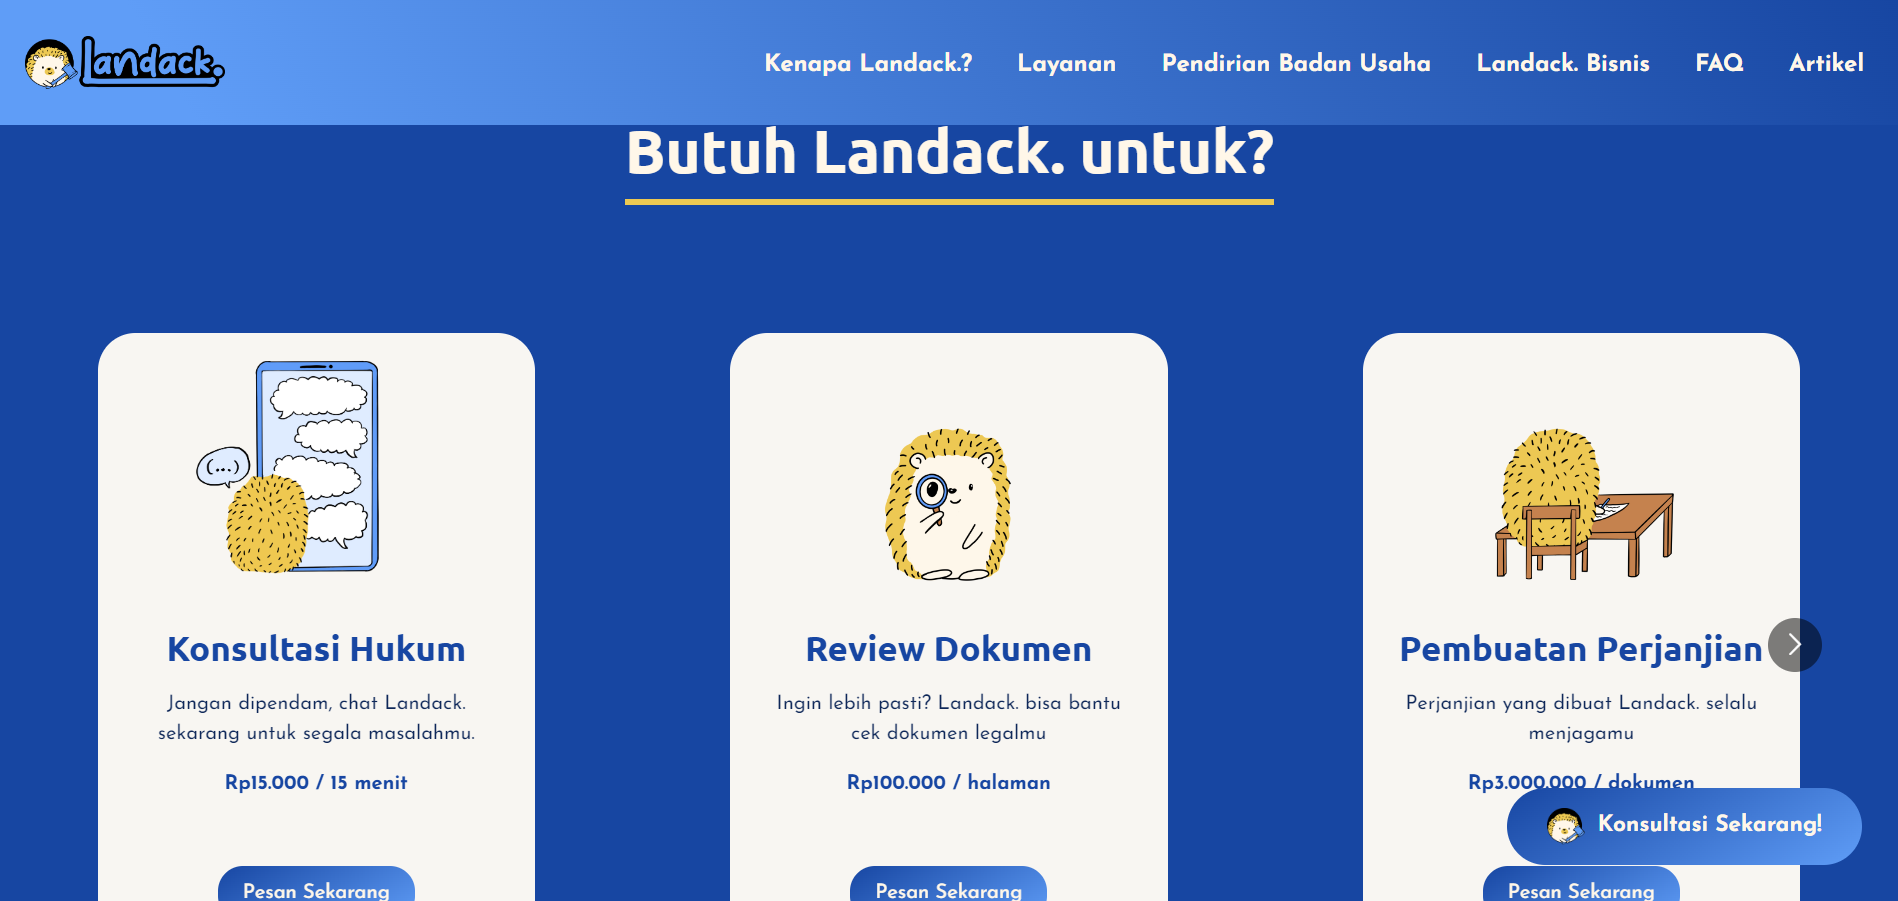 Landack.
Kenapa Landack.? Layanan Pendirian Badan Usaha Landack. Bisnis FAQ Artikel
Butuh Landack. untuk?
(...)
Konsultasi Hukum
Jangan dipendam, chat Landack.
sekarang untuk segala masalahmu.
Rp15.000 / 15 menit
Pesan Sekarang
Review Dokumen
Ingin lebih pasti? Landack. bisa bantu
cek dokumen legalmu
Rp100.000 / halaman
Pesan Sekarang
Pembuatan Perjanjian
Perjanjian yang dibuat Landack. selalu
menjagamu
Rp3.000.000 / dokumen
Konsultasi Sekarang!
Pesan Sekarang